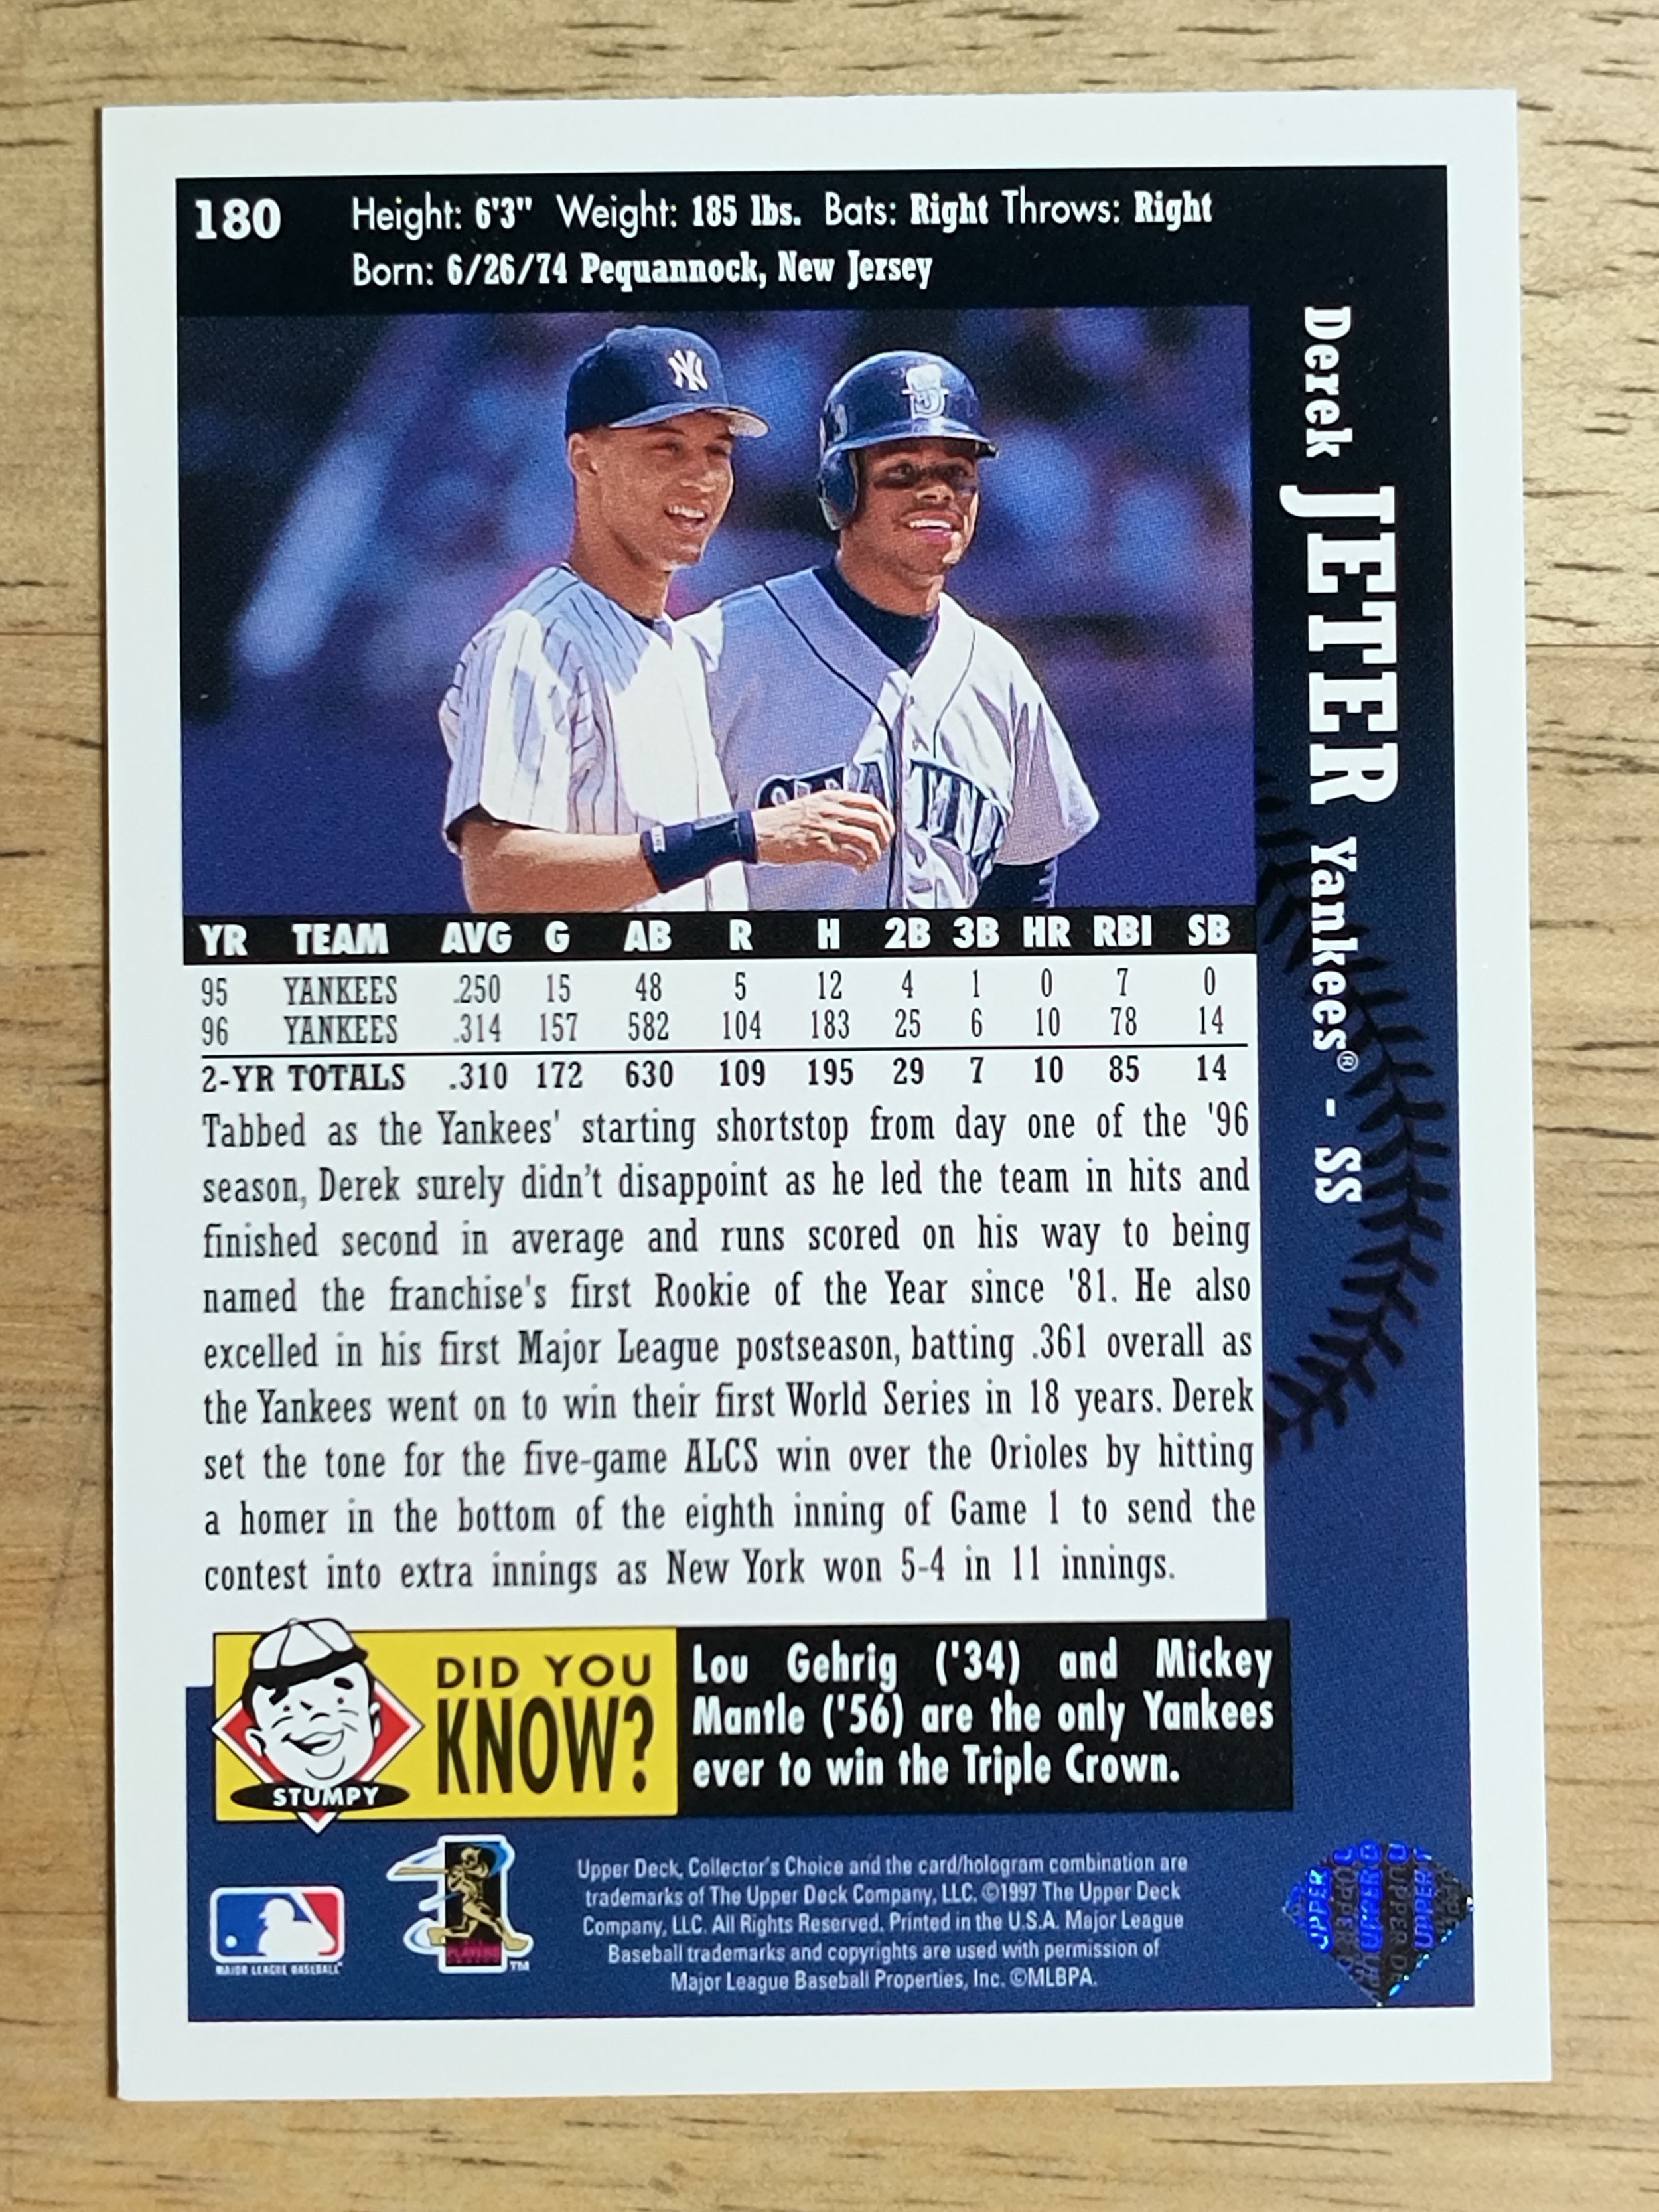 180
Height: 6'3" Weight: 185 lbs. Bats: Right Throws: Right
Born: 6/26/74 Pequannock, New Jersey
Derek JETER Yankees® - SS
NY
YR TEAM AVG G AB R H 2B 3B HR RBI SB
95 YANKEES .250 15 48 5 12 4 1 0 7 0
96 YANKEES .314 157 582 104 183 25 6 10 78 14
2-YR TOTALS .310 172 630 109 195 29 7 10 85 14
Tabbed as the Yankees' starting shortstop from day one of the '96
season, Derek surely didn't disappoint as he led the team in hits and
finished second in average and runs scored on his way to being
named the franchise's first Rookie of the Year since '81. He also
excelled in his first Major League postseason, batting .361 overall as
the Yankees went on to win their first World Series in 18 years. Derek
set the tone for the five-game ALCS win over the Orioles by hitting
a homer in the bottom of the eighth inning of Game 1 to send the
contest into extra innings as New York won 5-4 in 11 innings.
STUMPY
DID YOU
KNOW?
Lou Gehrig ('34) and Mickey
Mantle ('56) are the only Yankees
ever to win the Triple Crown.
MAJOR LEAGUE BASEBALL
PLAYERS
TM
Upper Deck, Collector's Choice and the card/hologram combination are
trademarks of The Upper Deck Company, LLC. ©1997 The Upper Deck
Company, LLC. All Rights Reserved. Printed in the U.S.A. Major League
Baseball trademarks and copyrights are used with permission of
Major League Baseball Properties, Inc. ©MLBPA.
UPPER
UPPER
UPPER DE
UPPER